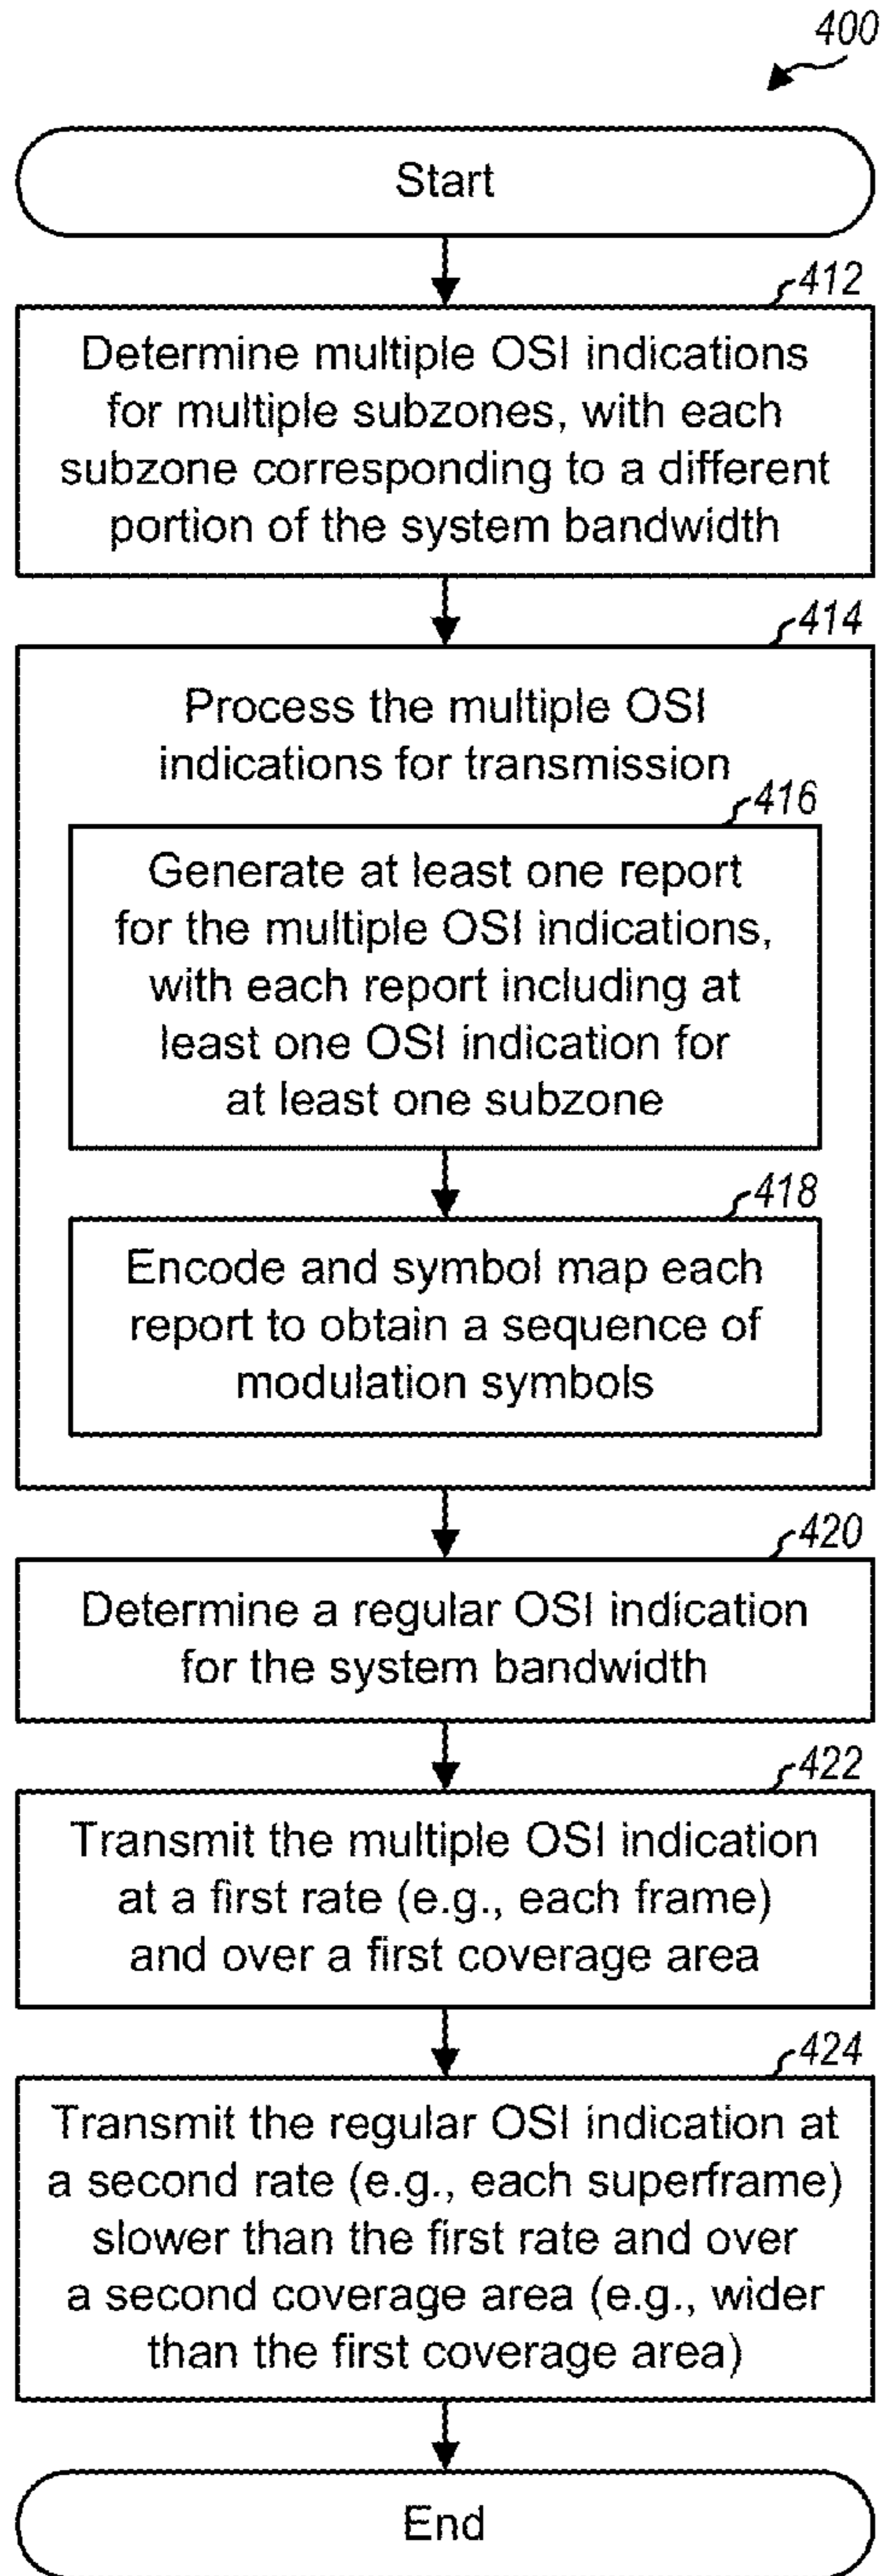 400
Start
412
Determine multiple OSI indications
for multiple subzones, with each
subzone corresponding to a different
portion of the system bandwidth
414
Process the multiple OSI
indications for transmission
416
Generate at least one report
for the multiple OSI indications,
with each report including at
least one OSI indication for
at least one subzone
418
Encode and symbol map each
report to obtain a sequence of
modulation symbols
420
Determine a regular OSI indication
for the system bandwidth
422
Transmit the multiple OSI indication
at a first rate (e.g., each frame)
and over a first coverage area
424
Transmit the regular OSI indication at
a second rate (e.g., each superframe)
slower than the first rate and over
a second coverage area (e.g., wider
than the first coverage area)
End